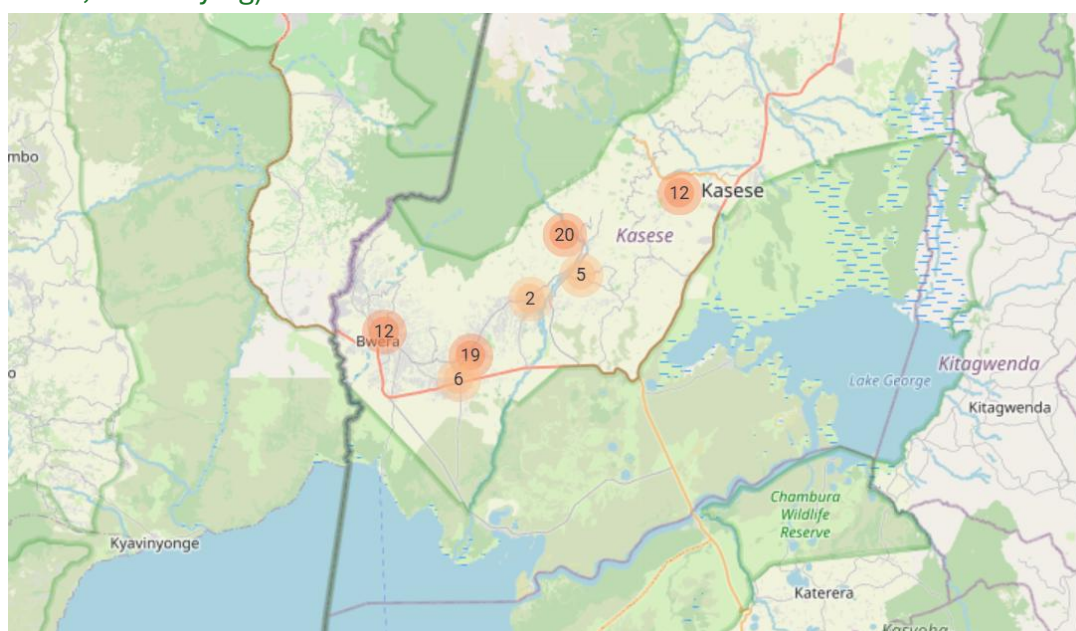 mbo
12
Kasese
20
Kasese
5
2
12
Bwera
19
6
o
Kitagwenda
Lake George
Kitagwenda
Chambura
Wildlife
Reserve
Kyavinyonge
Katerera